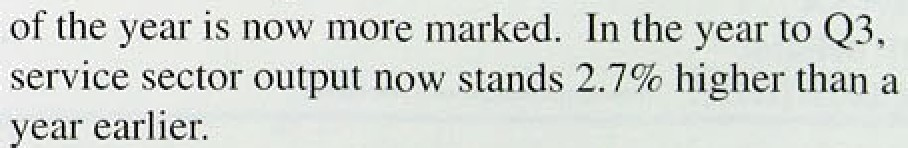 of the year is now more marked.  In the year to Q3,
service sector output now stands 2.7% higher than a
year earlier.